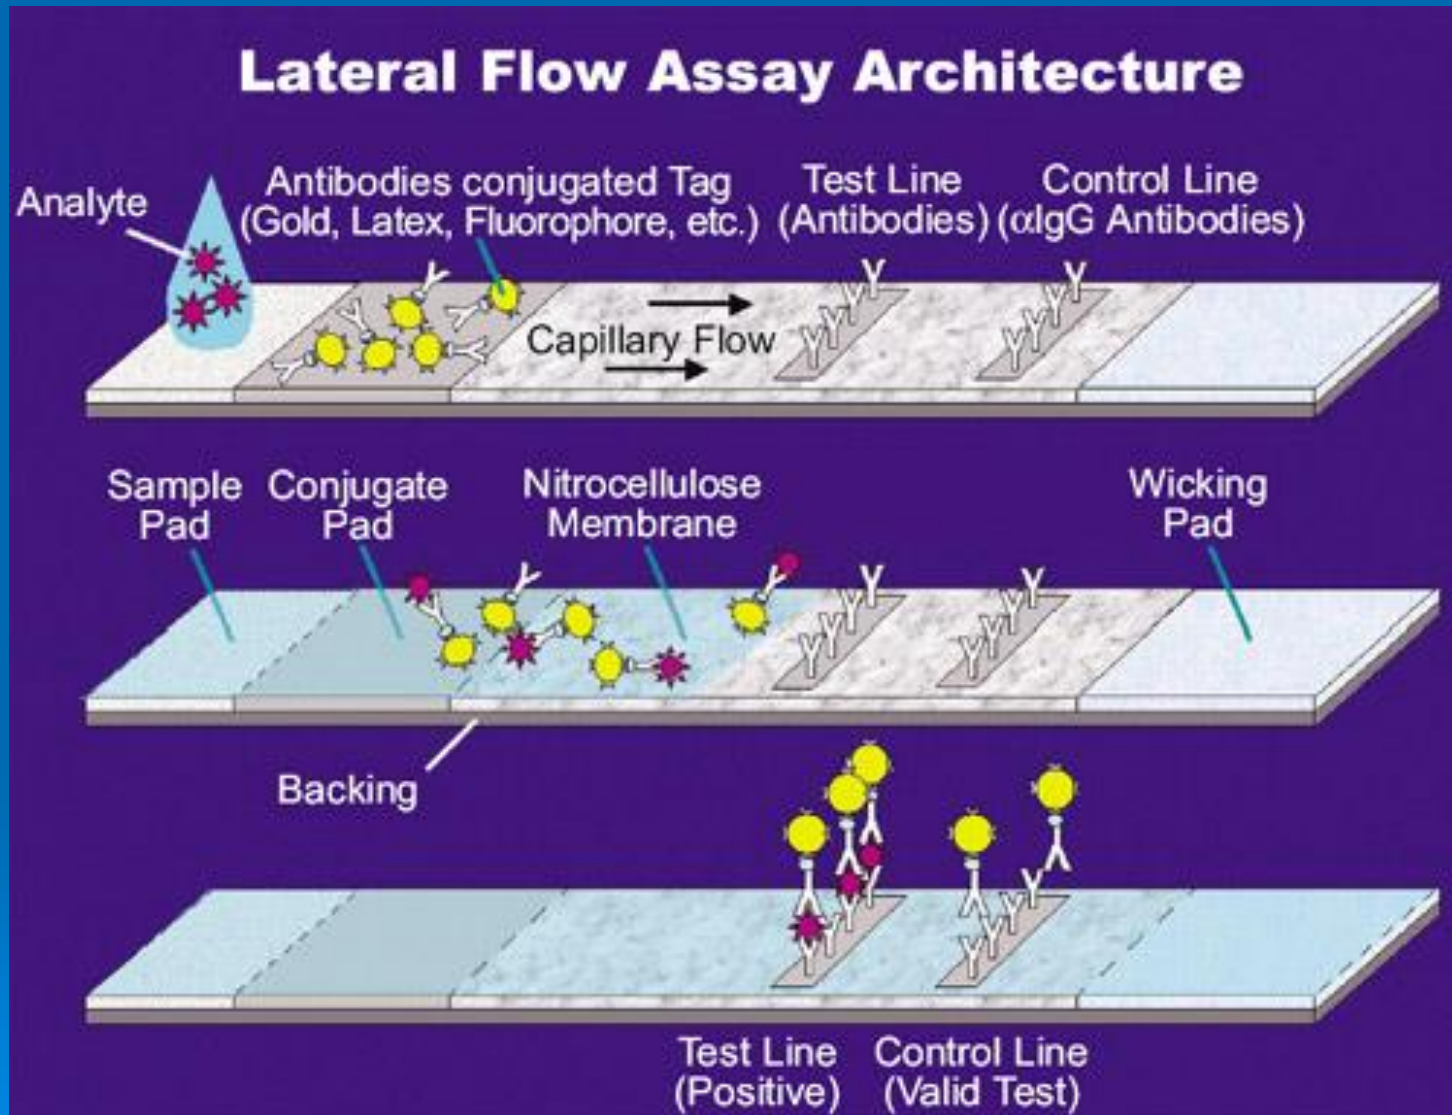 Lateral Flow Assay Architecture
Analyte
Antibodies conjugated Tag
(Gold, Latex, Fluorophore, etc.)
Test Line
(Antibodies)
Control Line
(αIgG Antibodies)
Capillary Flow
Sample
Pad
Conjugate
Pad
Nitrocellulose
Membrane
Wicking
Pad
Backing
Test Line
(Positive)
Control Line
(Valid Test)